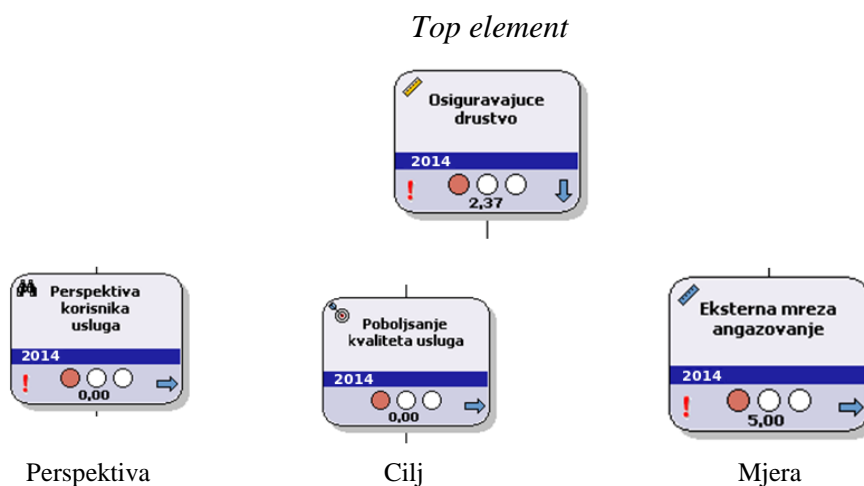 Top element
Osiguravajuce
drustvo
2014
!
2,37
Perspektiva
korisnika
usluga
2014
!
0,00
Poboljsanje
kvaliteta usluga
2014
0,00
Eksterna mreza
angazovanje
2014
!
5,00
Perspektiva
Cilj
Mjera